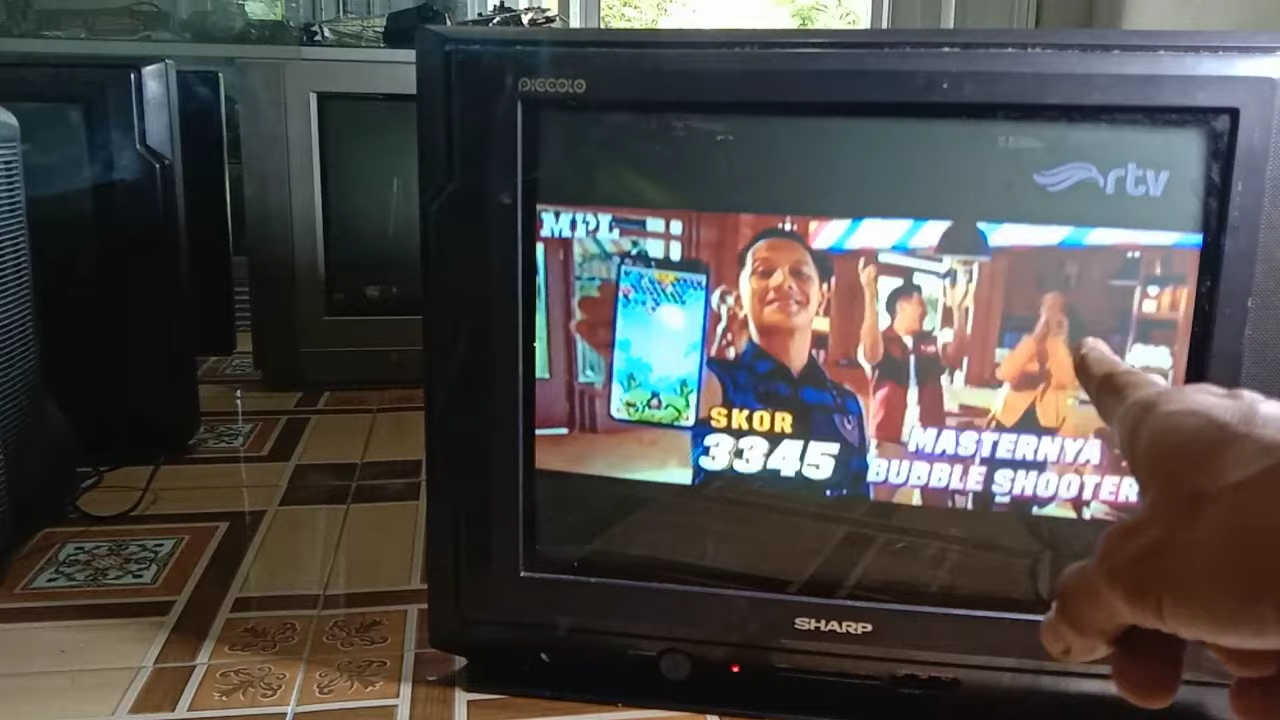 PICCOLO
rtv
MPL
SKOR
3345
MASTERNYA
BUBBLE SHOOTER
SHARP